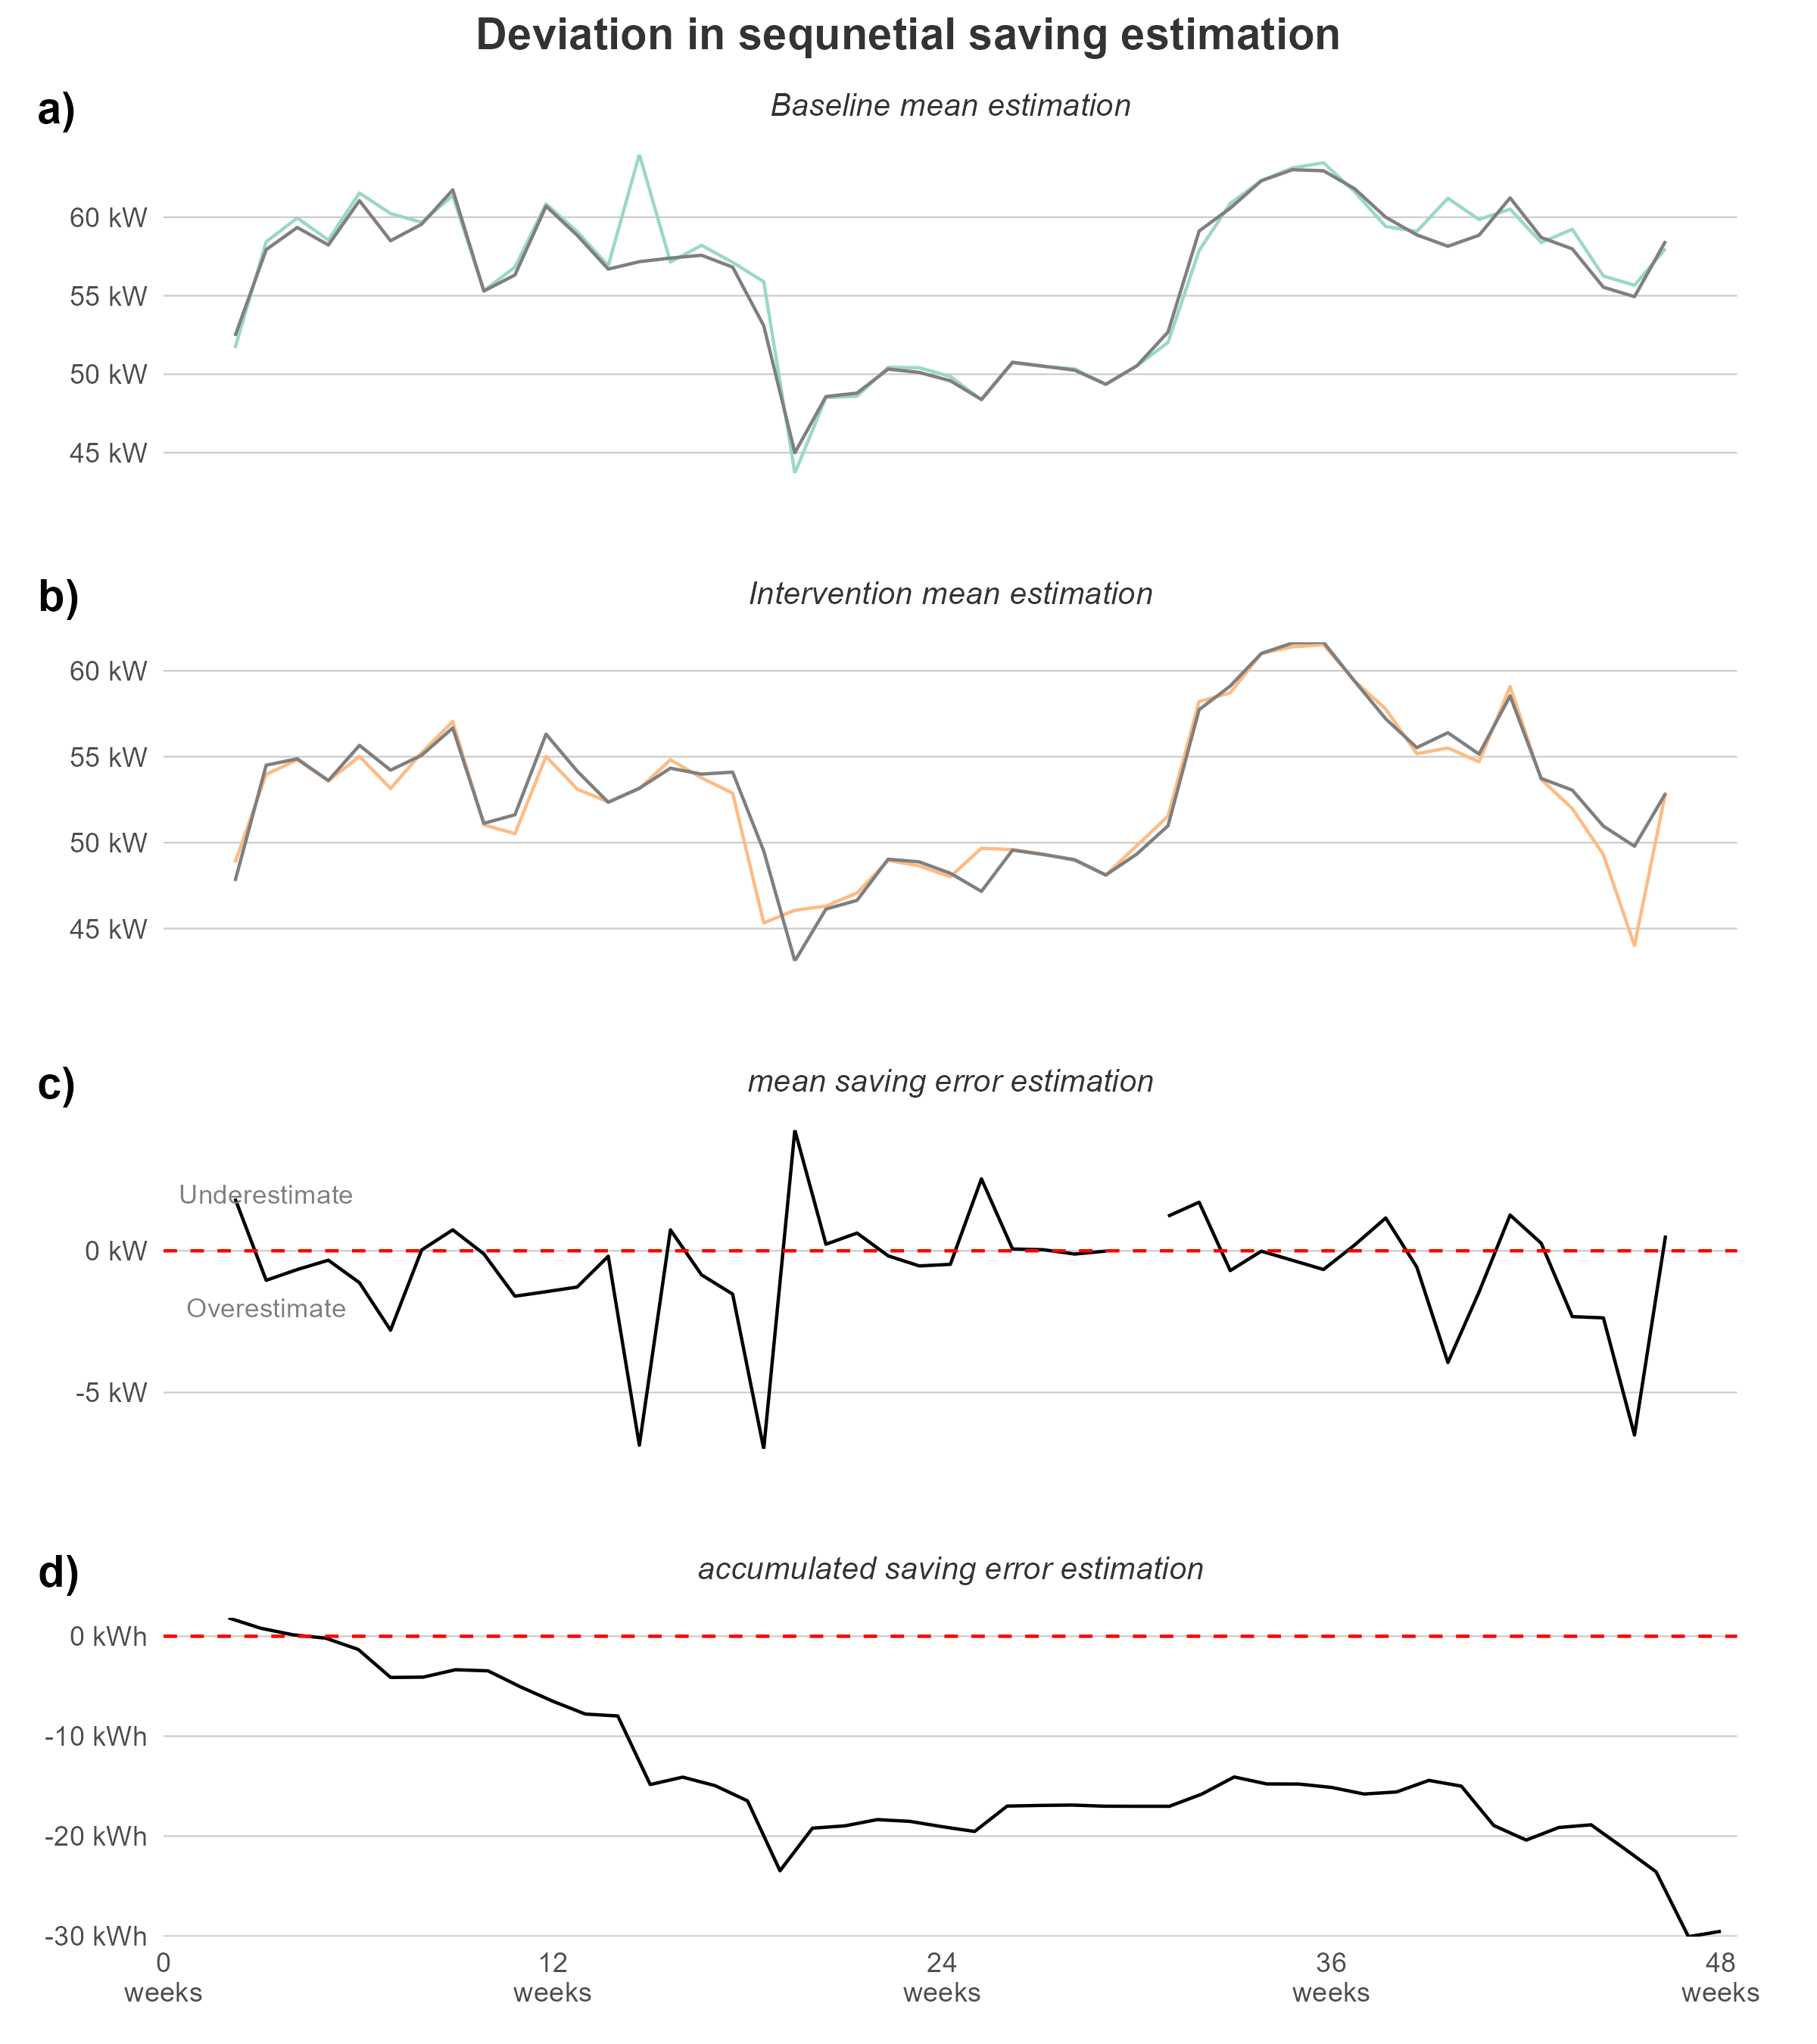 Deviation in sequnetial saving estimation
a)
Baseline mean estimation
60 kW
55 kW
50 kW
45 kW
b)
Intervention mean estimation
60 kW
55 kW
50 kW
45 kW
c)
mean saving error estimation
Underestimate
0 kW
Overestimate
-5 kW
d)
accumulated saving error estimation
0 kWh
-10 kWh
-20 kWh
-30 kWh
0 12 24 36 48
weeks weeks weeks weeks weeks